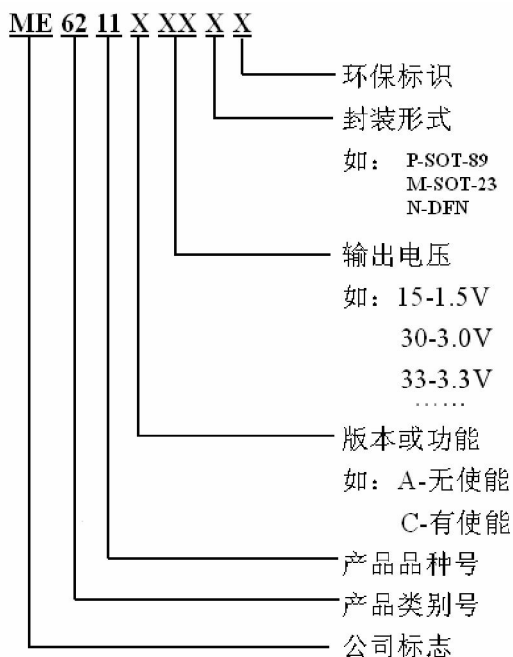 ME 62 11 X XX X X
环保标识
封装形式
如： P-SOT-89
M-SOT-23
N-DFN
输出电压
如：15-1.5V
30-3.0V
33-3.3V
……
版本或功能
如：A-无使能
C-有使能
产品品种号
产品类别号
公司标志